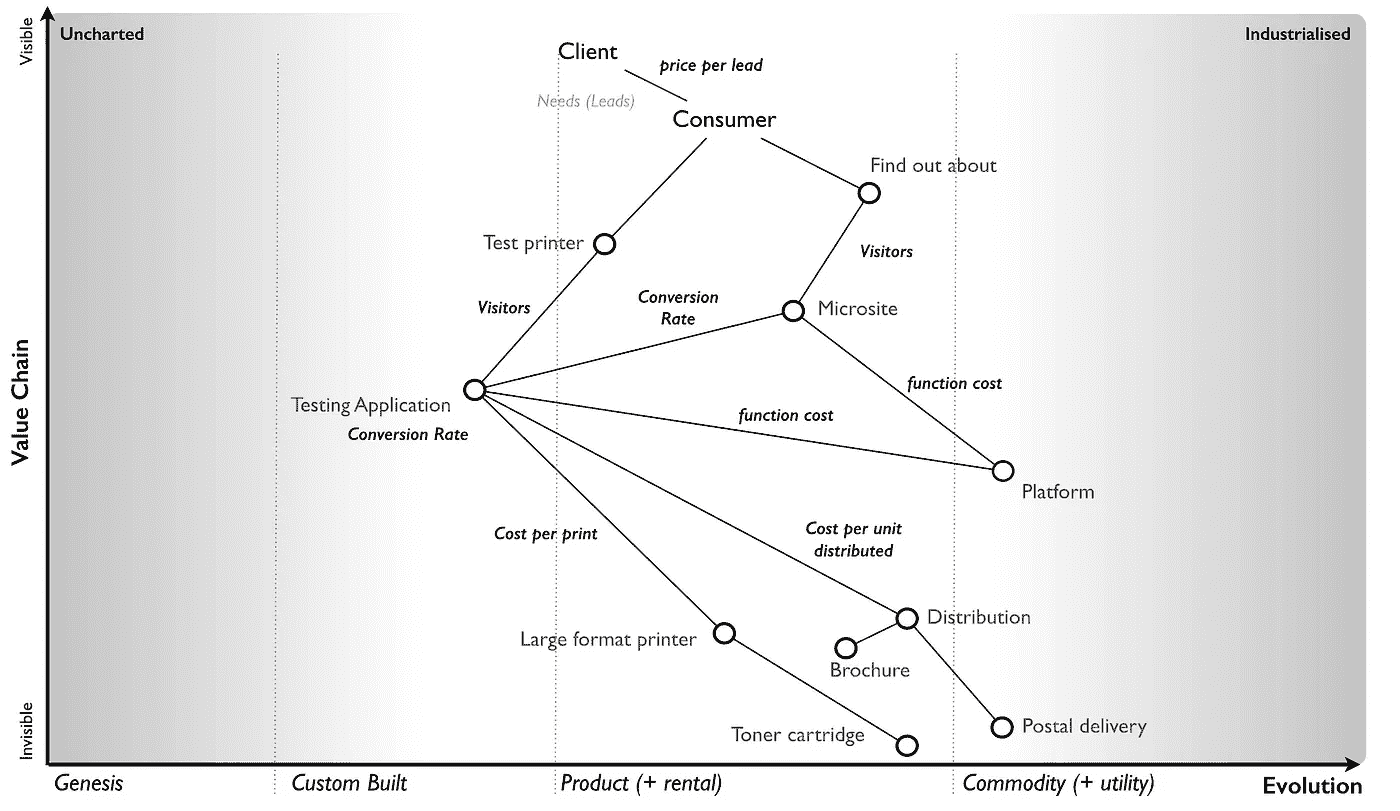 Visible
Uncharted
Industrialised
Client
price per lead
Needs (Leads)
Consumer
Find out about
Test printer
Visitors
Visitors
Conversion
Rate
Microsite
Value Chain
Testing Application
Conversion Rate
function cost
function cost
Platform
Cost per print
Cost per unit
distributed
Distribution
Large format printer
Brochure
Toner cartridge
Postal delivery
Invisible
Genesis
Custom Built
Product (+ rental)
Commodity (+ utility)
Evolution